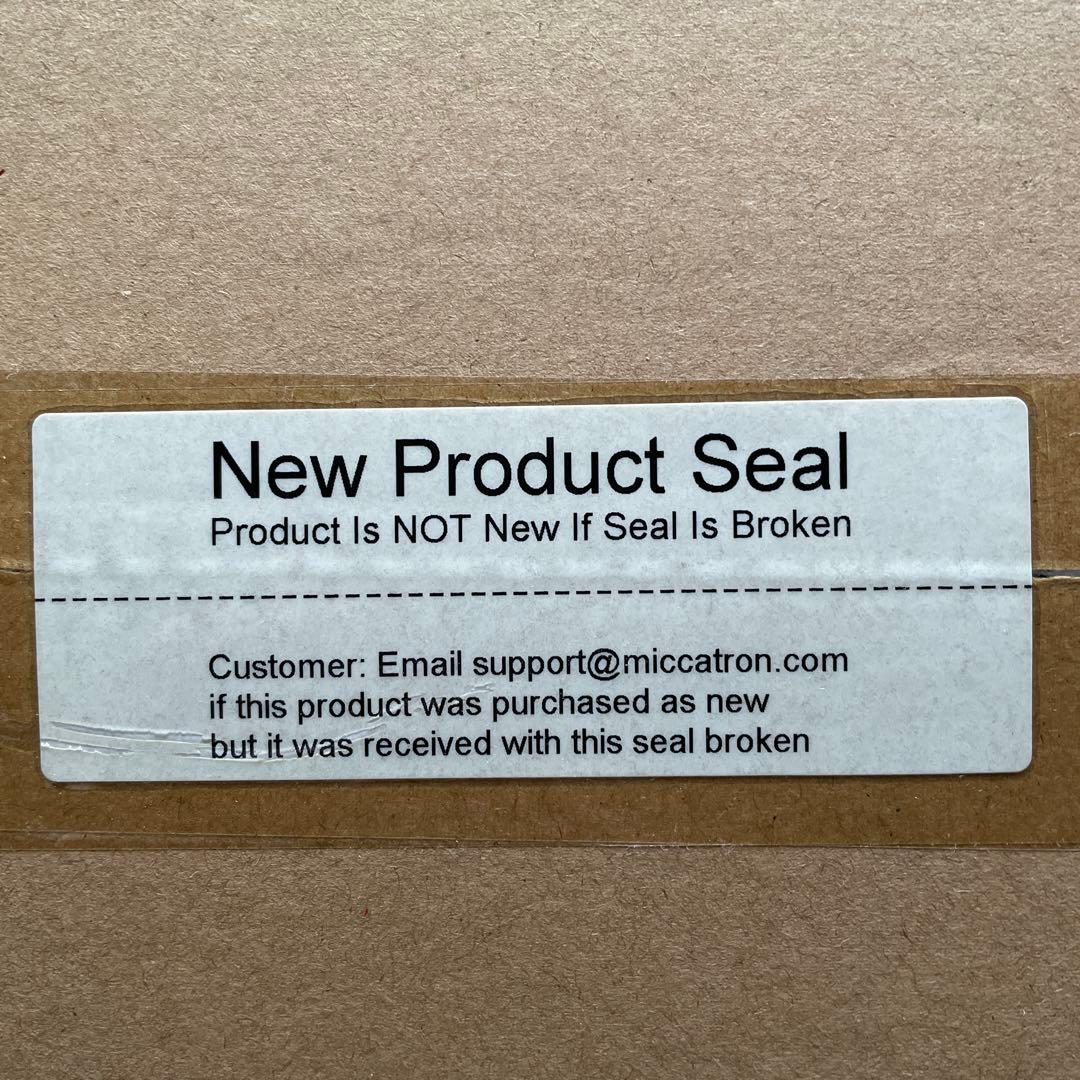 New Product Seal
Product Is NOT New If Seal Is Broken
Customer: Email support@miccatron.com
if this product was purchased as new
but it was received with this seal broken